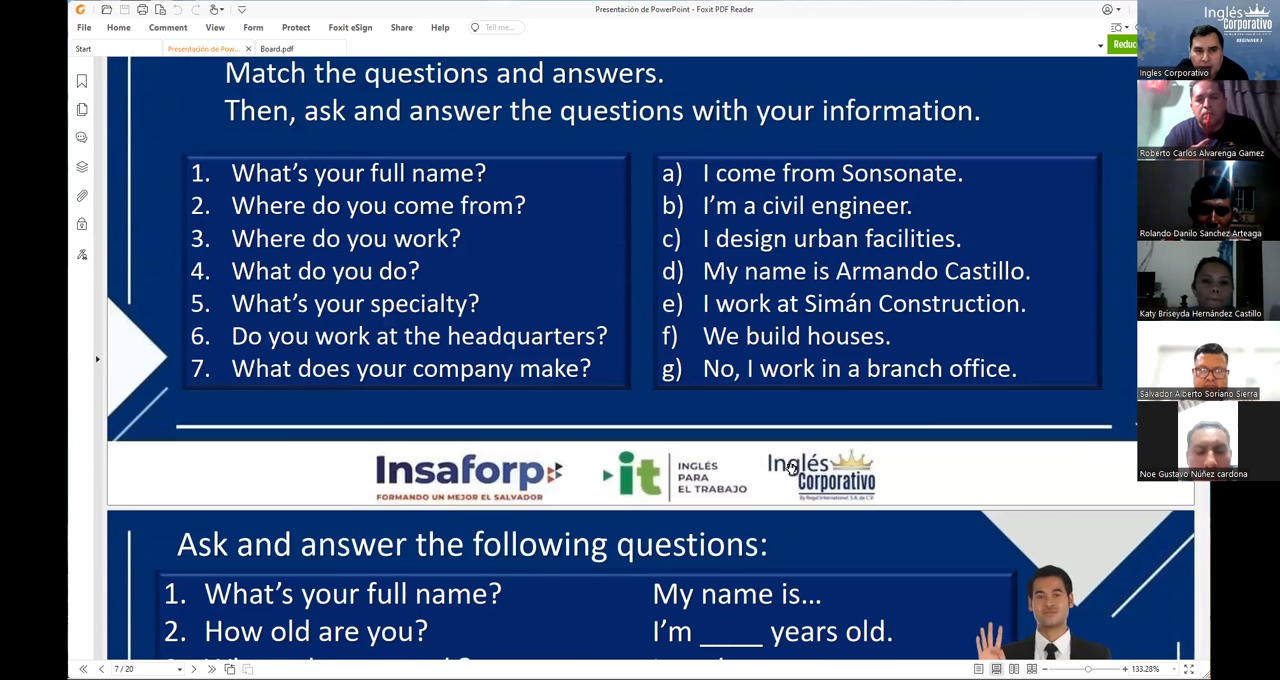 Presentación de PowerPoint - Foxit PDF Reader
File Home Comment View Form Protect Foxit eSign Share Help Tell me...
Start Presentación de Pow... Board.pdf
Reduc
Match the questions and answers.
Then, ask and answer the questions with your information.
1. What's your full name?
2. Where do you come from?
3. Where do you work?
4. What do you do?
5. What's your specialty?
6. Do you work at the headquarters?
7. What does your company make?
a) I come from Sonsonate.
b) I'm a civil engineer.
c) I design urban facilities.
d) My name is Armando Castillo.
e) I work at Simán Construction.
f) We build houses.
g) No, I work in a branch office.
Insaforp
FORMANDO UN MEJOR EL SALVADOR
it
INGLÉS
PARA
EL TRABAJO
Inglés
Corporativo
Ask and answer the following questions:
1. What's your full name? My name is...
2. How old are you? I'm ____ years old.
7 / 20
133.28%
Inglés
Corporativo
BEGINNER 3
Ingles Corporativo
Roberto Carlos Alvarenga Gamez
Rolando Danilo Sanchez Arteaga
Katy Briseyda Hernández Castillo
Salvador Alberto Soriano Sierra
Noe Gustavo Núñez cardona